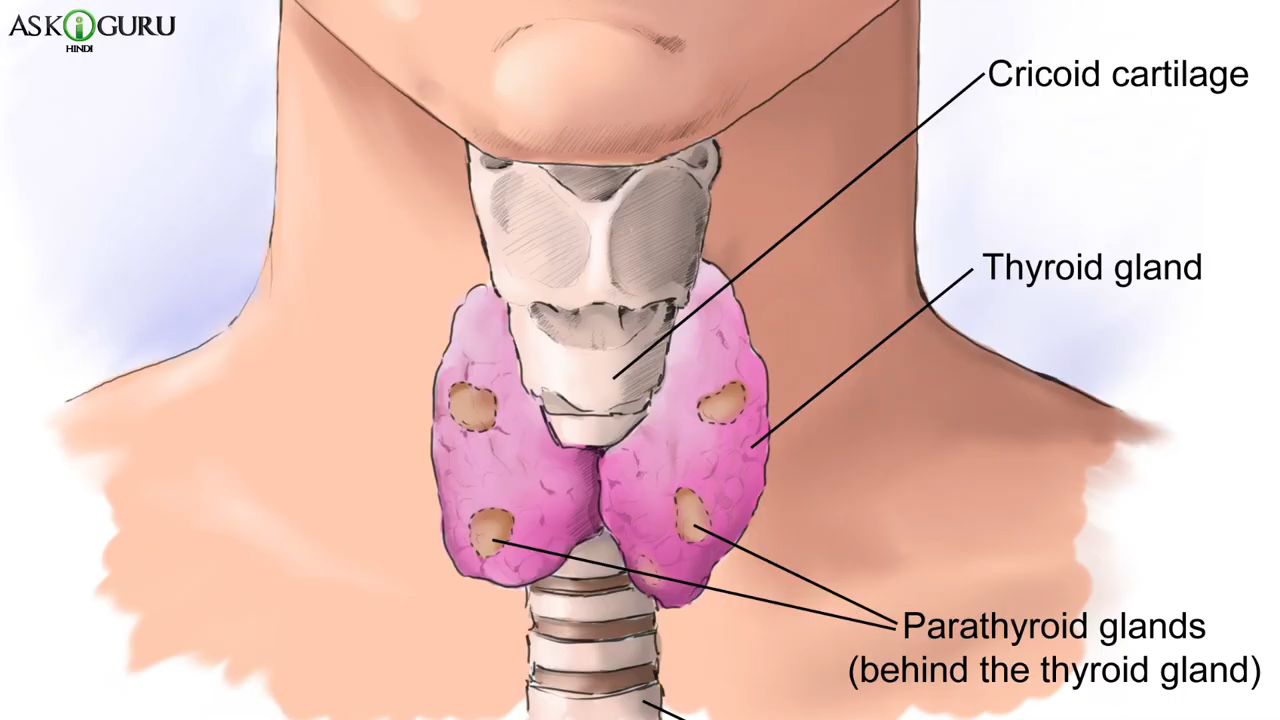 ASK i GURU
HINDI
Cricoid cartilage
Thyroid gland
Parathyroid glands
(behind the thyroid gland)